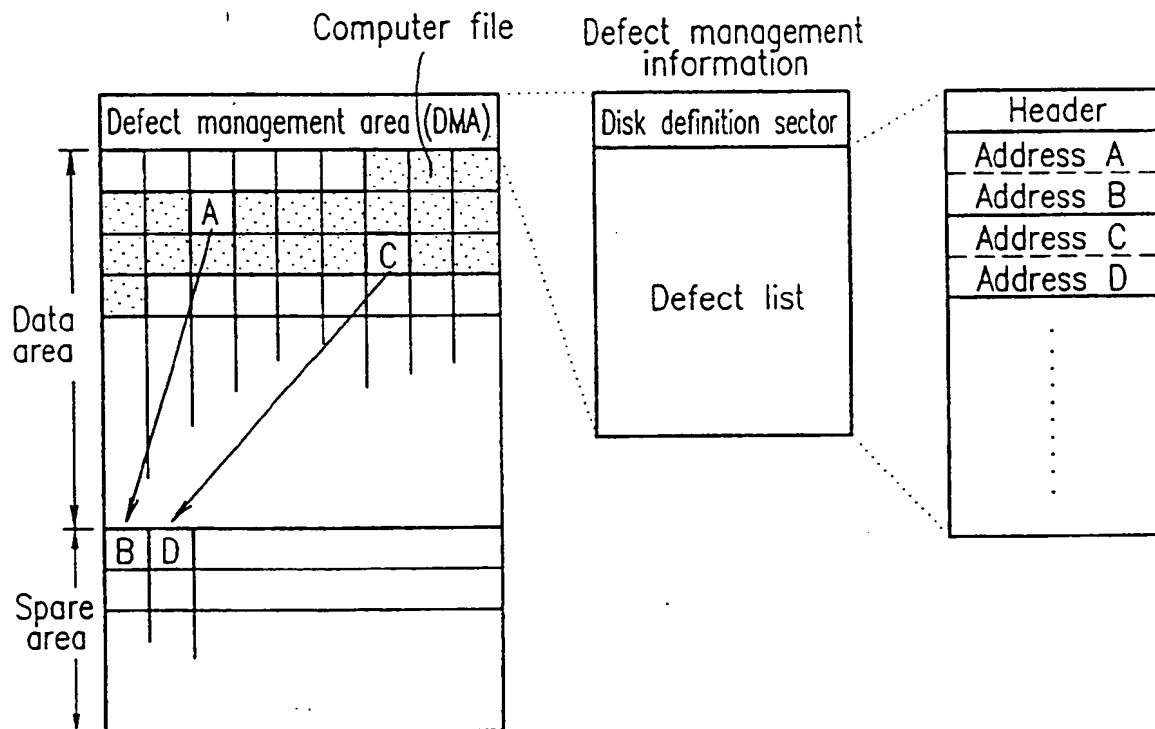 Computer file
Defect management
information
Defect management area (DMA)
Disk definition sector
Header
Address A
Address B
Address C
Address D
A
C
Defect list
Data
area
B D
Spare
area